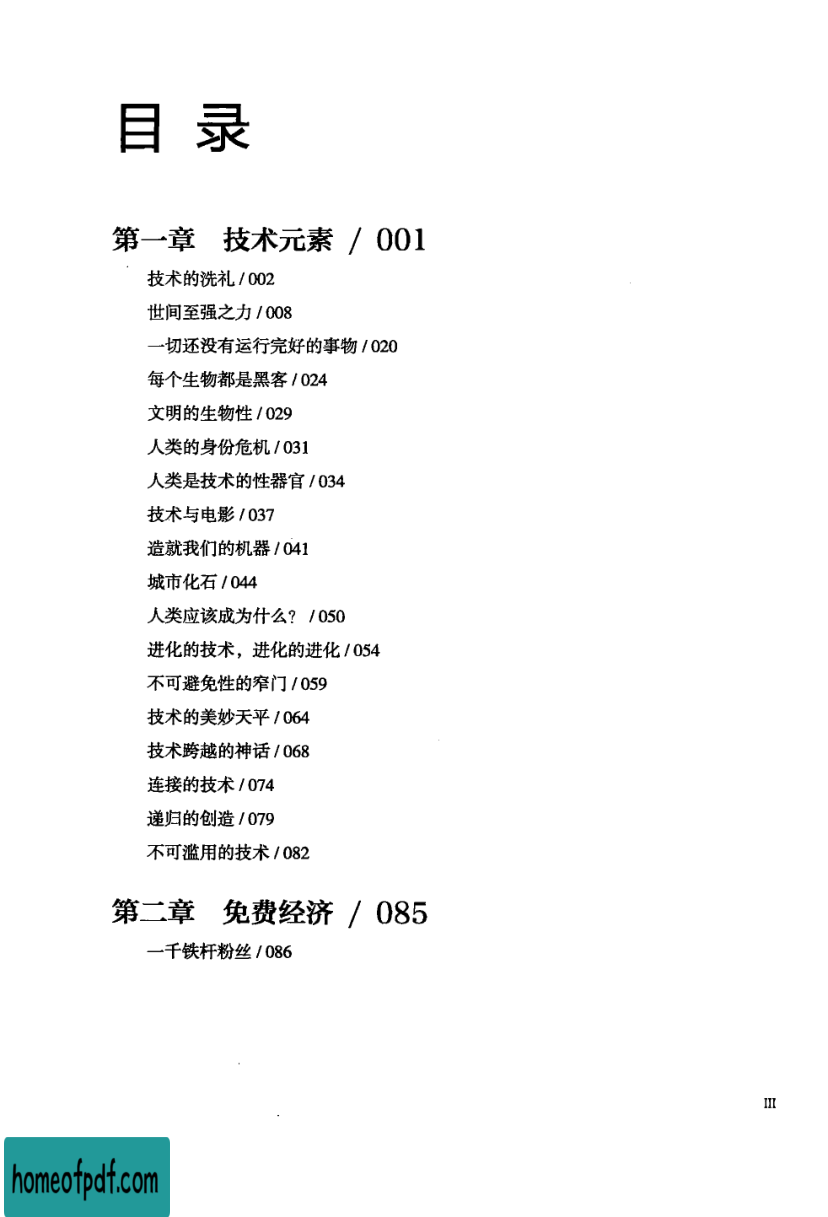 目 录
第一章 技术元素 / 001
技术的洗礼 / 002
世间至强之力 / 008
一切还没有运行完好的事物 / 020
每个生物都是黑客 / 024
文明的生物性 / 029
人类的身份危机 / 031
人类是技术的性器官 / 034
技术与电影 / 037
造就我们的机器 / 041
城市化石 / 044
人类应该成为什么? / 050
进化的技术，进化的进化 / 054
不可避免性的窄门 / 059
技术的美妙天平 / 064
技术跨越的神话 / 068
连接的技术 / 074
递归的创造 / 079
不可滥用的技术 / 082
第二章 免费经济 / 085
一千铁杆粉丝 / 086
III
homeofpdf.com